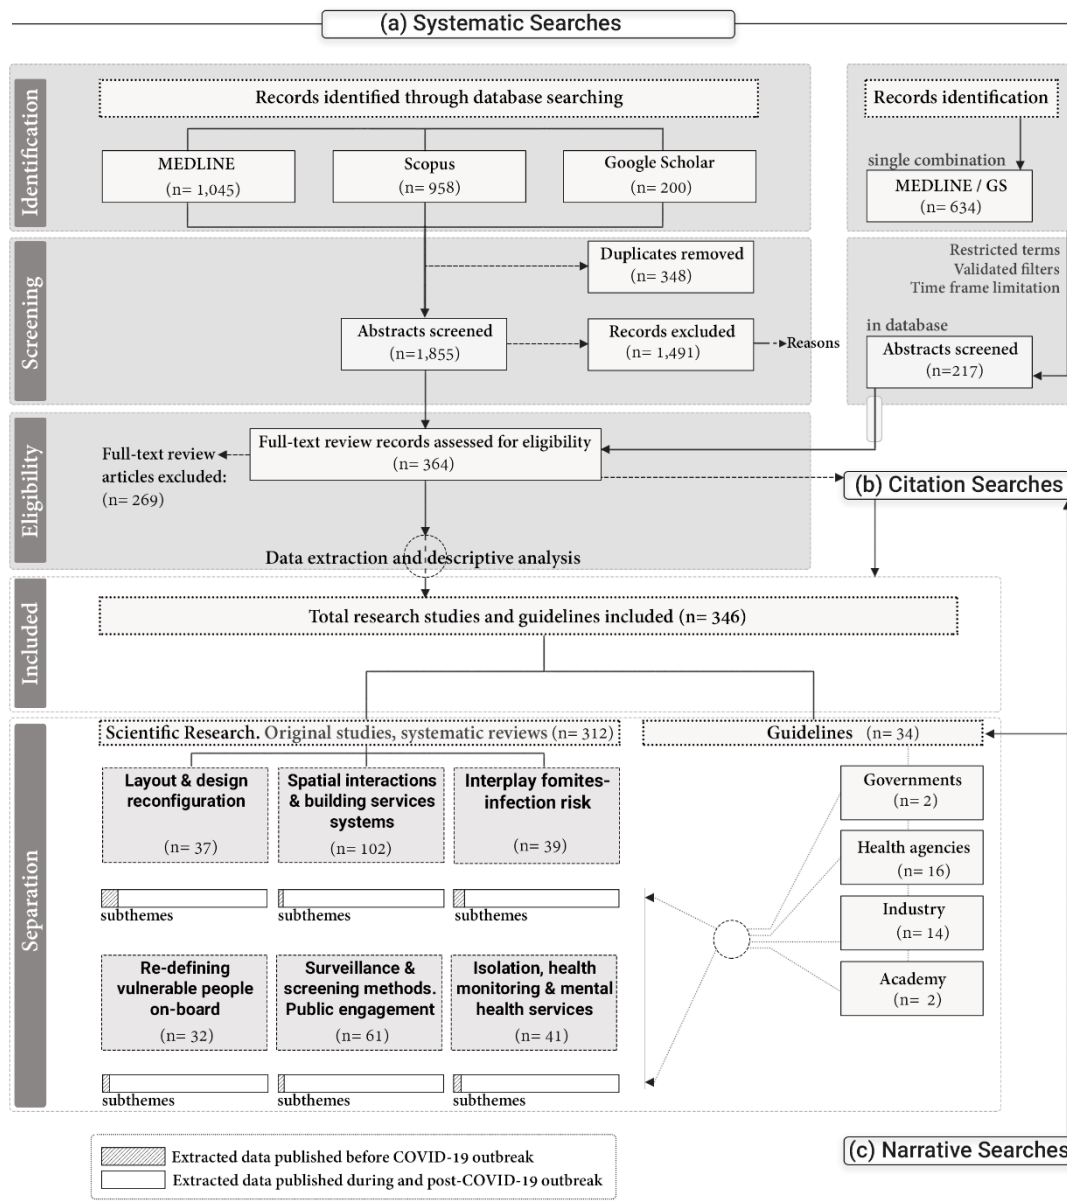 (a) Systematic Searches
Identification
Records identified through database searching
MEDLINE
(n= 1,045)
Scopus
(n= 958)
Google Scholar
(n= 200)
Records identification
single combination
MEDLINE / GS
(n= 634)
Screening
Duplicates removed
(n= 348)
Abstracts screened
(n=1,855)
Records excluded
(n= 1,491)
Reasons
Restricted terms
Validated filters
Time frame limitation
in database
Abstracts screened
(n=217)
Eligibility
Full-text review records assessed for eligibility
(n= 364)
Full-text review
articles excluded:
(n= 269)
(b) Citation Searches
Data extraction and descriptive analysis
Included
Total research studies and guidelines included (n= 346)
Separation
Scientific Research. Original studies, systematic reviews (n= 312)
Guidelines (n= 34)
Layout & design
reconfiguration
(n= 37)
Spatial interactions
& building services
systems
(n= 102)
Interplay fomites-
infection risk
(n= 39)
subthemes
subthemes
subthemes
Re-defining
vulnerable people
on-board
(n= 32)
Surveillance &
screening methods.
Public engagement
(n= 61)
Isolation, health
monitoring & mental
health services
(n= 41)
subthemes
subthemes
subthemes
Governments
(n= 2)
Health agencies
(n= 16)
Industry
(n= 14)
Academy
(n= 2)
(c) Narrative Searches
Extracted data published before COVID-19 outbreak
Extracted data published during and post-COVID-19 outbreak